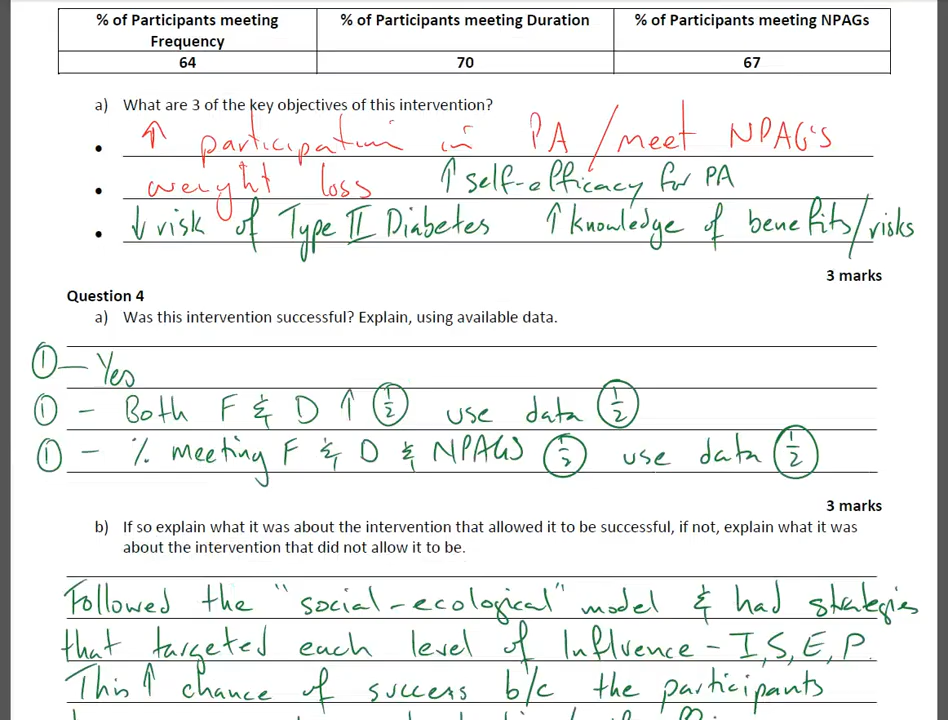 % of Participants meeting Frequency | % of Participants meeting Duration | % of Participants meeting NPAGs
64 | 70 | 67
a) What are 3 of the key objectives of this intervention?
• ↑ participation in PA/meet NPAG's
• weight loss ↑ self-efficacy for PA
• ↓ risk of Type II Diabetes ↑ knowledge of benefits/risks
3 marks
Question 4
a) Was this intervention successful? Explain, using available data.
① — Yes
① - Both F & D ↑ ½ use data ½
① - % meeting F & D & NPAGS ½ use data ½
3 marks
b) If so explain what it was about the intervention that allowed it to be successful, if not, explain what it was
about the intervention that did not allow it to be.
Followed the "social-ecological" model & had strategies
that targeted each level of Influence - I, S, E, P.
This ↑ chance of success b/c the participants